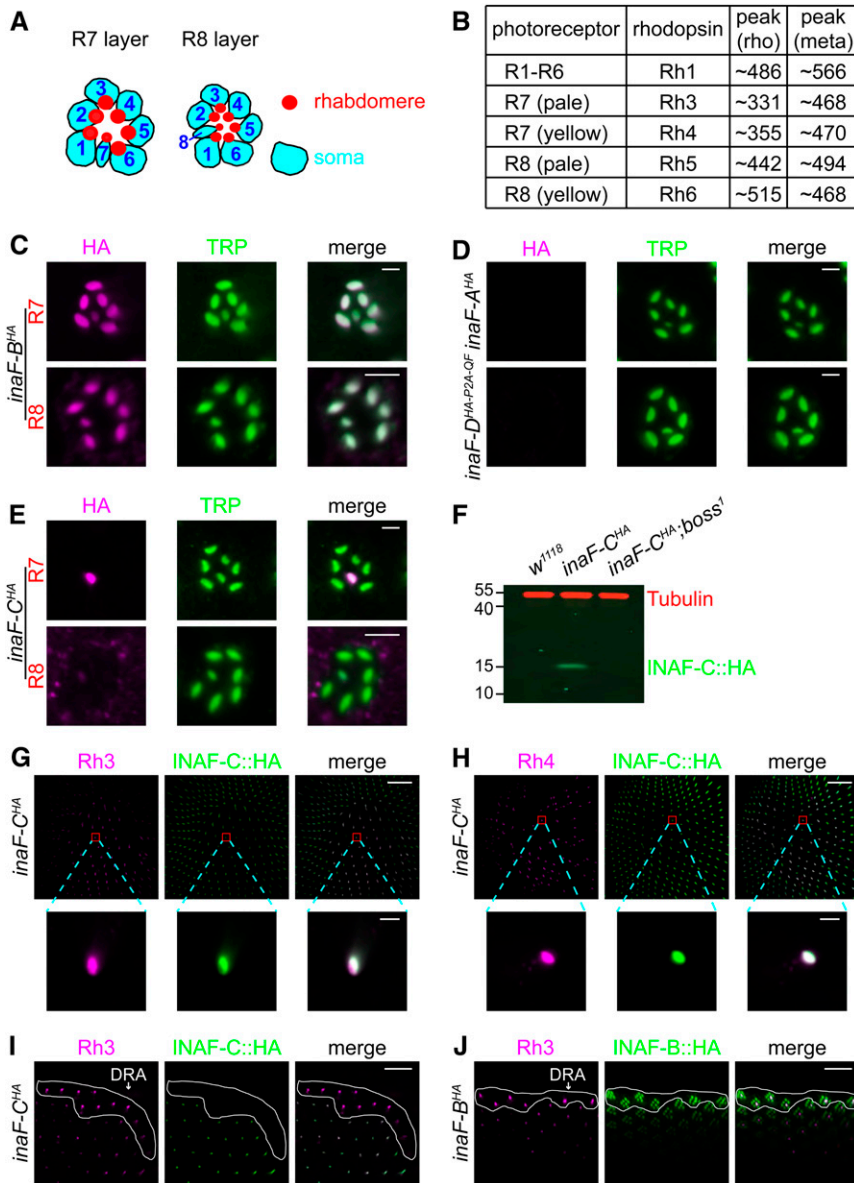 A
R7 layer
R8 layer
3
2
4
1
5
7
6
3
2
4
8
5
1
6
rhabdomere
soma
B
photoreceptor rhodopsin peak (rho) peak (meta)
R1-R6 Rh1 ~486 ~566
R7 (pale) Rh3 ~331 ~468
R7 (yellow) Rh4 ~355 ~470
R8 (pale) Rh5 ~442 ~494
R8 (yellow) Rh6 ~515 ~468
C
HA TRP merge
inaF-B^HA
R7
R8
D
HA TRP merge
inaF-A^HA
inaF-D^HA-P2A-QF
E
HA TRP merge
inaF-C^HA
R7
R8
F
w^1118
inaF-C^HA
inaF-C^HA;boss^1
55
40
15
10
Tubulin
INAF-C::HA
G
Rh3 INAF-C::HA merge
inaF-C^HA
H
Rh4 INAF-C::HA merge
inaF-C^HA
I
Rh3 INAF-C::HA merge
DRA
inaF-C^HA
J
Rh3 INAF-B::HA merge
DRA
inaF-B^HA